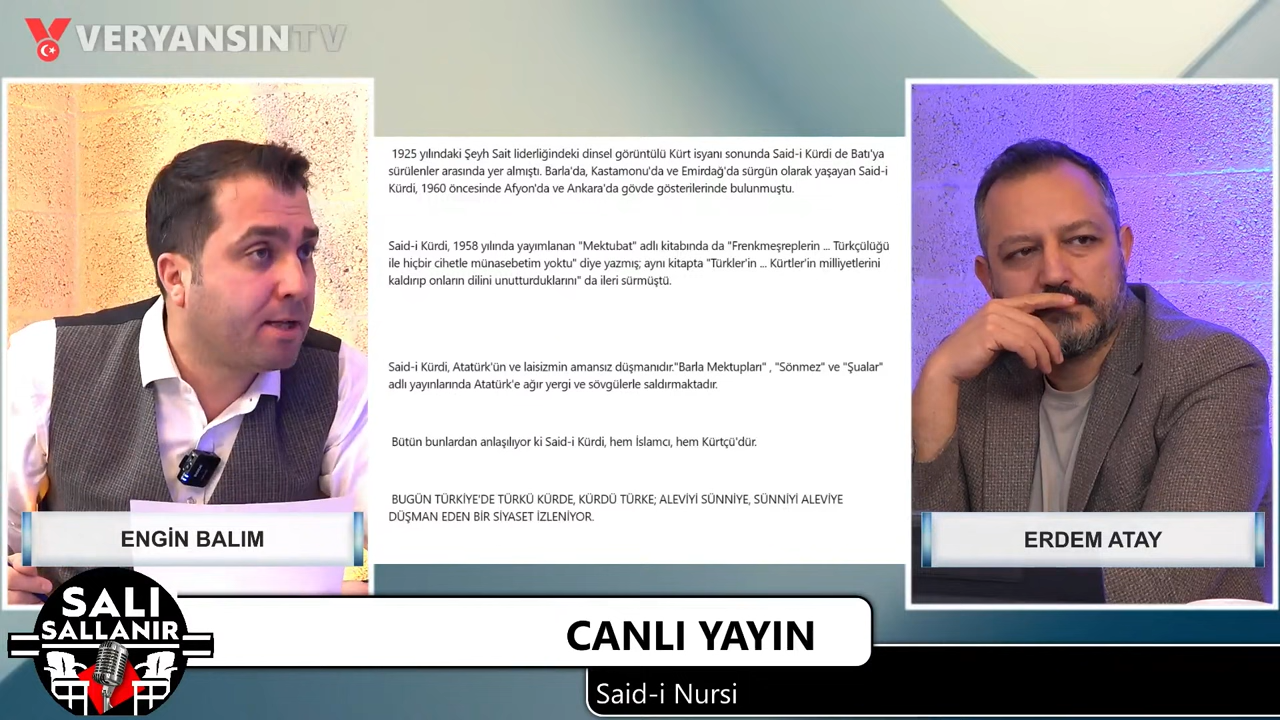 VERYANSINTV
1925 yılındaki Şeyh Sait liderliğindeki dinsel görüntülü Kürt isyanı sonunda Said-i Kürdi de Batı'ya
sürülenler arasında yer almıştı. Barla'da, Kastamonu'da ve Emirdağ'da sürgün olarak yaşayan Said-i
Kürdi, 1960 öncesinde Afyon'da ve Ankara'da gövde gösterilerinde bulunmuştu.
Said-i Kürdi, 1958 yılında yayımlanan "Mektubat" adlı kitabında da "Frenkmeşreplerin ... Türkçülüğü
ile hiçbir cihetle münasebetim yoktu" diye yazmış; aynı kitapta "Türkler'in ... Kürtler'in milliyetlerini
kaldırıp onların dilini unutturduklarını" da ileri sürmüştü.
Said-i Kürdi, Atatürk'ün ve laisizmin amansız düşmanıdır."Barla Mektupları" , "Sönmez" ve "Şualar"
adlı yayınlarında Atatürk'e ağır yergi ve sövgülerle saldırmaktadır.
Bütün bunlardan anlaşılıyor ki Said-i Kürdi, hem İslamcı, hem Kürtçü'dür.
BUGÜN TÜRKİYE'DE TÜRKÜ KÜRDE, KÜRDÜ TÜRKE; ALEVİYİ SÜNNİYE, SÜNNİYİ ALEVİYE
DÜŞMAN EDEN BİR SİYASET İZLENİYOR.
ENGİN BALIM
ERDEM ATAY
SALI
SALLANIR
CANLI YAYIN
Said-i Nursi